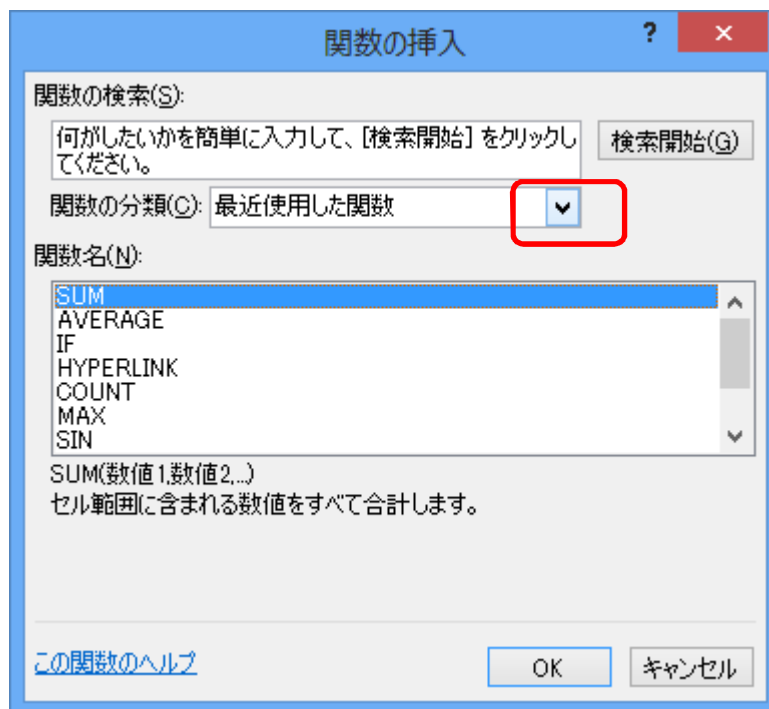 関数の挿入
?
関数の検索(S):
何がしたいかを簡単に入力して、[検索開始] をクリックし
てください。
検索開始(G)
関数の分類(C): 最近使用した関数
関数名(N):
SUM
AVERAGE
IF
HYPERLINK
COUNT
MAX
SIN
SUM(数値1,数値2,...)
セル範囲に含まれる数値をすべて合計します。
この関数のヘルプ
OK
キャンセル